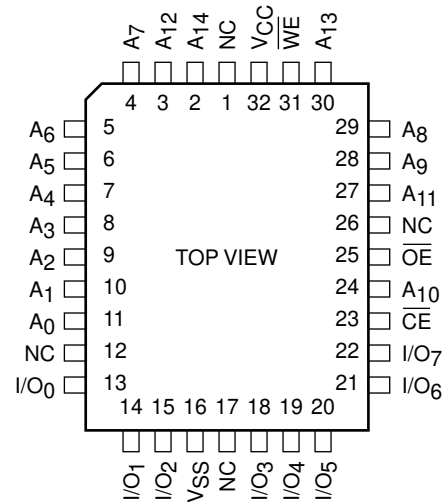 A7 A12 A14 NC VCC WE A13
4 3 2 1 32 31 30
A6 5 29 A8
A5 6 28 A9
A4 7 27 A11
A3 8 26 NC
A2 9 TOP VIEW 25 OE
A1 10 24 A10
A0 11 23 CE
NC 12 22 I/O7
I/O0 13 21 I/O6
14 15 16 17 18 19 20
I/O1 I/O2 VSS NC I/O3 I/O4 I/O5